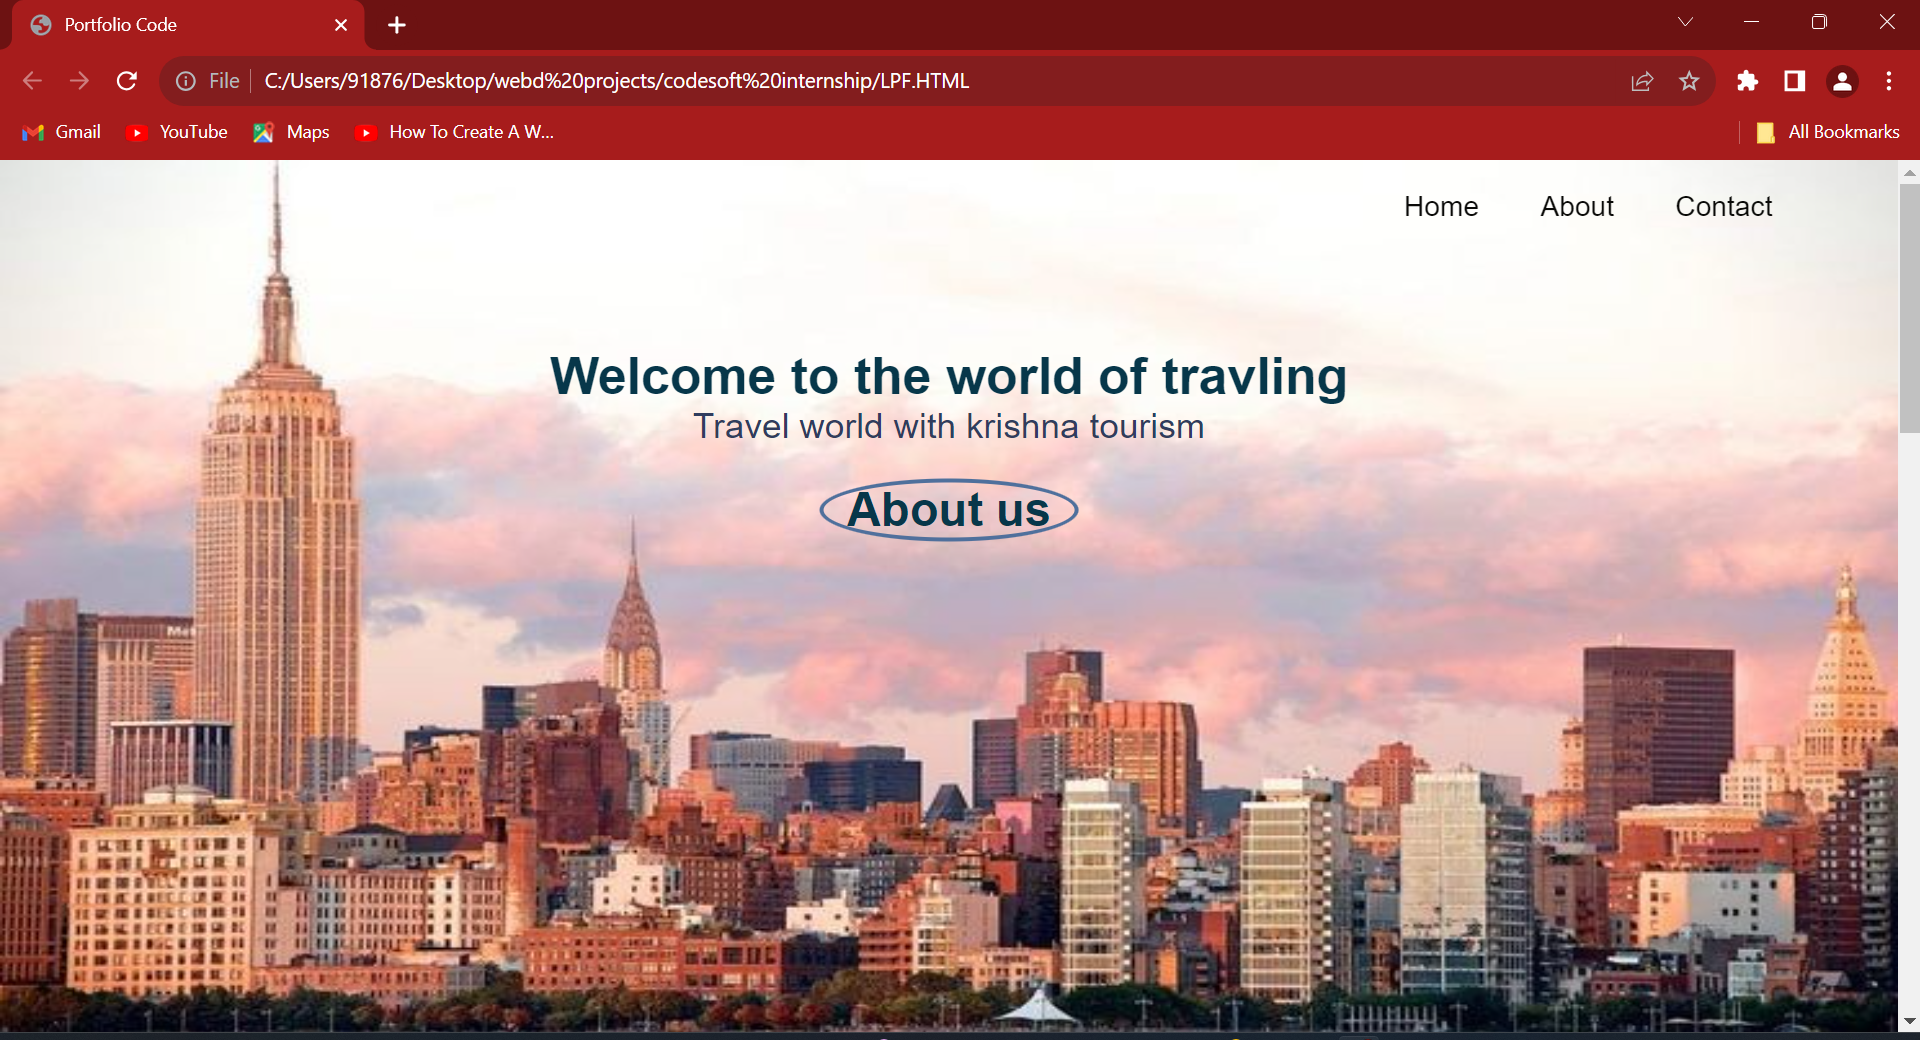 Portfolio Code
File C:/Users/91876/Desktop/webd%20projects/codesoft%20internship/LPF.HTML
Gmail YouTube Maps How To Create A W... All Bookmarks
Home About Contact
Welcome to the world of travling
Travel world with krishna tourism
About us
Met